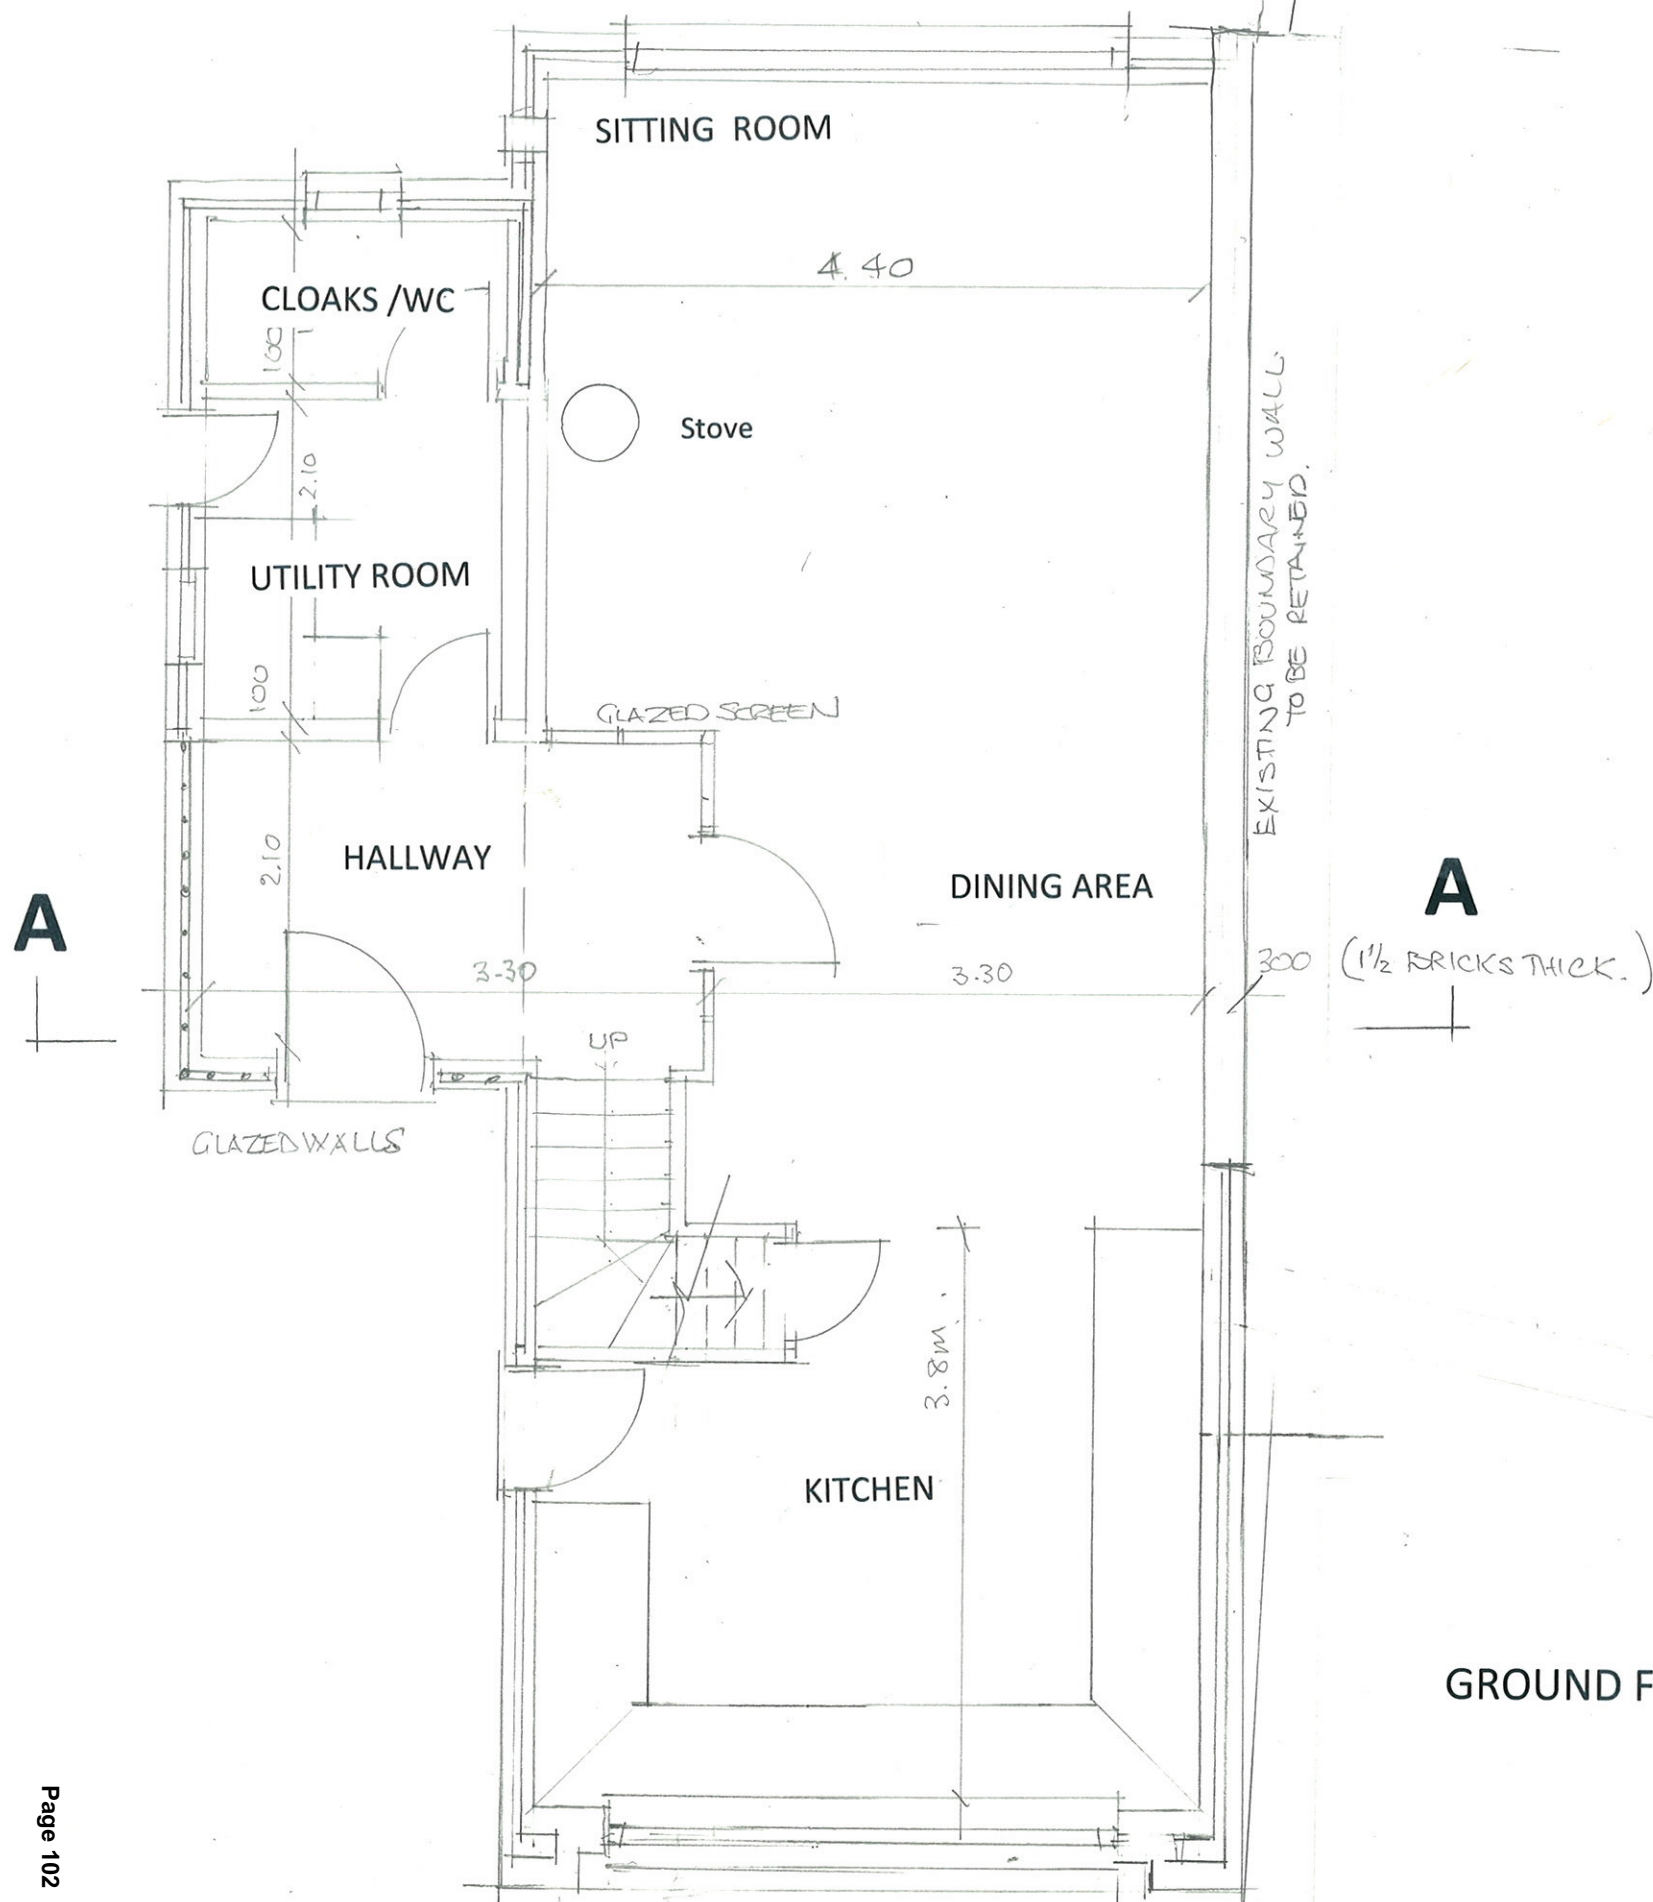 SITTING ROOM
4.40
CLOAKS /WC
100
Stove
2.10
UTILITY ROOM
100
GLAZED SCREEN
EXISTING BOUNDARY WALL.
TO BE RETAINED.
HALLWAY
2.10
DINING AREA
A
A
3.30
3.30
300 (1½ BRICKS THICK.)
UP
GLAZED WALLS
3.8m.
KITCHEN
GROUND F
Page 102